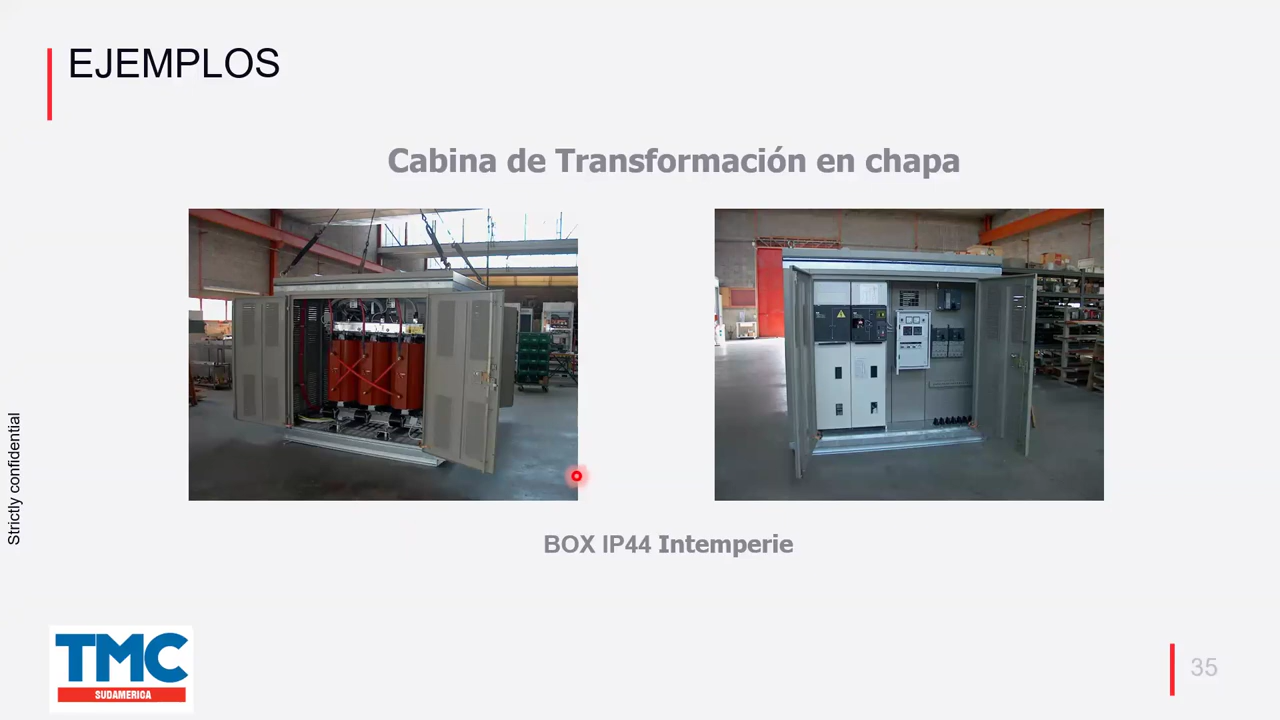 EJEMPLOS
Cabina de Transformación en chapa
BOX IP44 Intemperie
Strictly confidential
TMC
SUDAMERICA
35